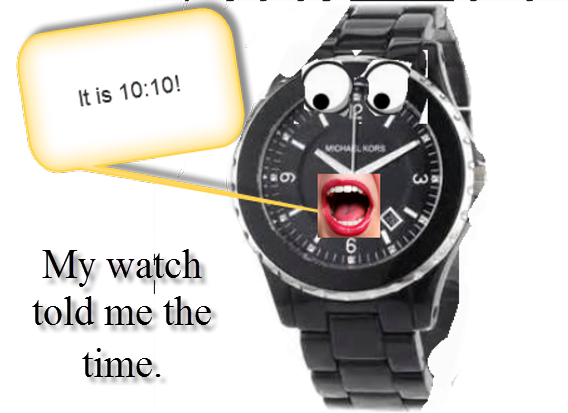 It is 10:10!
12
MICHAEL KORS
9
3
6
My watch
told me the
time.